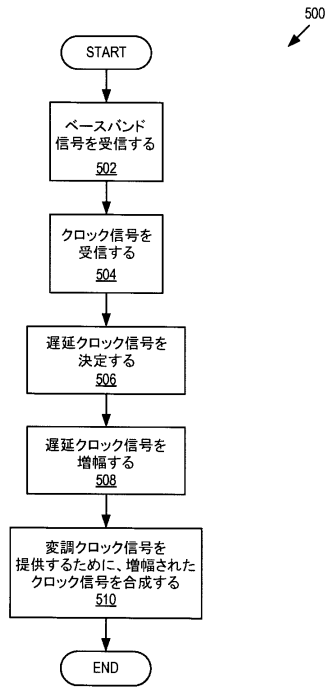 500
START
ベースバンド
信号を受信する
502
クロック信号を
受信する
504
遅延クロック信号を
決定する
506
遅延クロック信号を
増幅する
508
変調クロック信号を
提供するために、増幅された
クロック信号を合成する
510
END